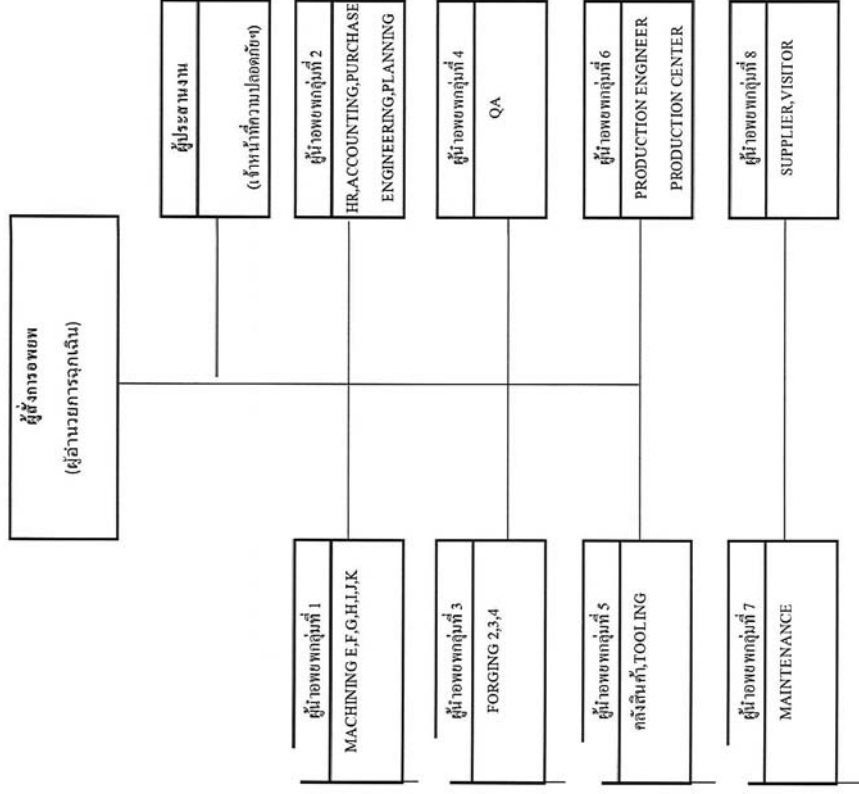 ผู้สั่งการอพยพ
(ผู้อำนวยการฉุกเฉิน)
ผู้ประสานงาน
(เจ้าหน้าที่ความปลอดภัยฯ)
ผู้นำอพยพกลุ่มที่ 1
MACHINING E,F,G,H,I,J,K
ผู้นำอพยพกลุ่มที่ 2
HR,ACCOUNTING,PURCHASE
ENGINEERING,PLANNING
ผู้นำอพยพกลุ่มที่ 3
FORGING 2,3,4
ผู้นำอพยพกลุ่มที่ 4
QA
ผู้นำอพยพกลุ่มที่ 5
คลังสินค้า,TOOLING
ผู้นำอพยพกลุ่มที่ 6
PRODUCTION ENGINEER
PRODUCTION CENTER
ผู้นำอพยพกลุ่มที่ 7
MAINTENANCE
ผู้นำอพยพกลุ่มที่ 8
SUPPLIER,VISITOR